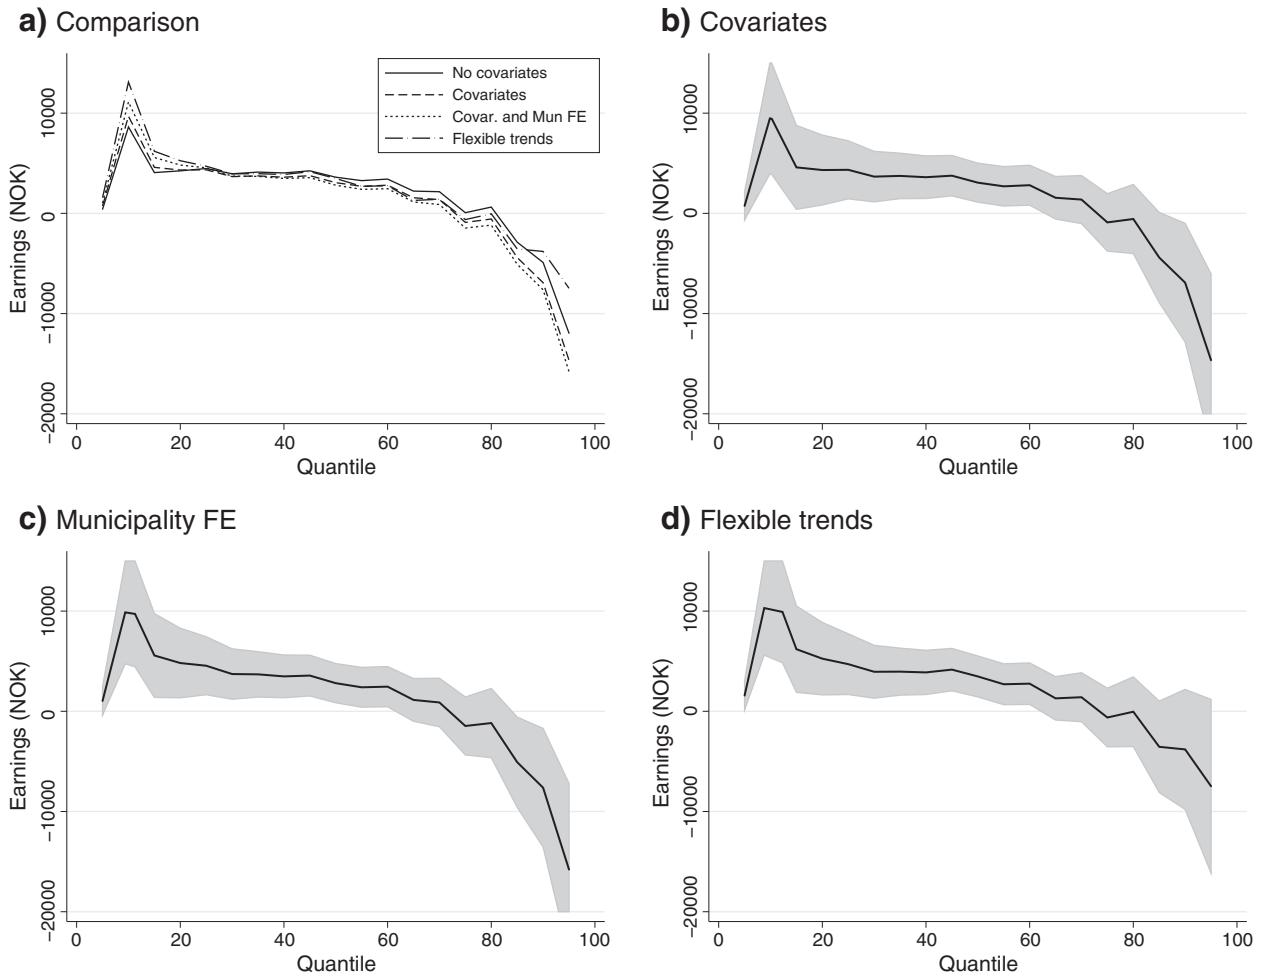 a) Comparison
No covariates
Covariates
Covar. and Mun FE
Flexible trends
Earnings (NOK)
10000
0
−10000
−20000
0 20 40 60 80 100
Quantile
b) Covariates
Earnings (NOK)
10000
0
−10000
−20000
0 20 40 60 80 100
Quantile
c) Municipality FE
Earnings (NOK)
10000
0
−10000
−20000
0 20 40 60 80 100
Quantile
d) Flexible trends
Earnings (NOK)
10000
0
−10000
−20000
0 20 40 60 80 100
Quantile